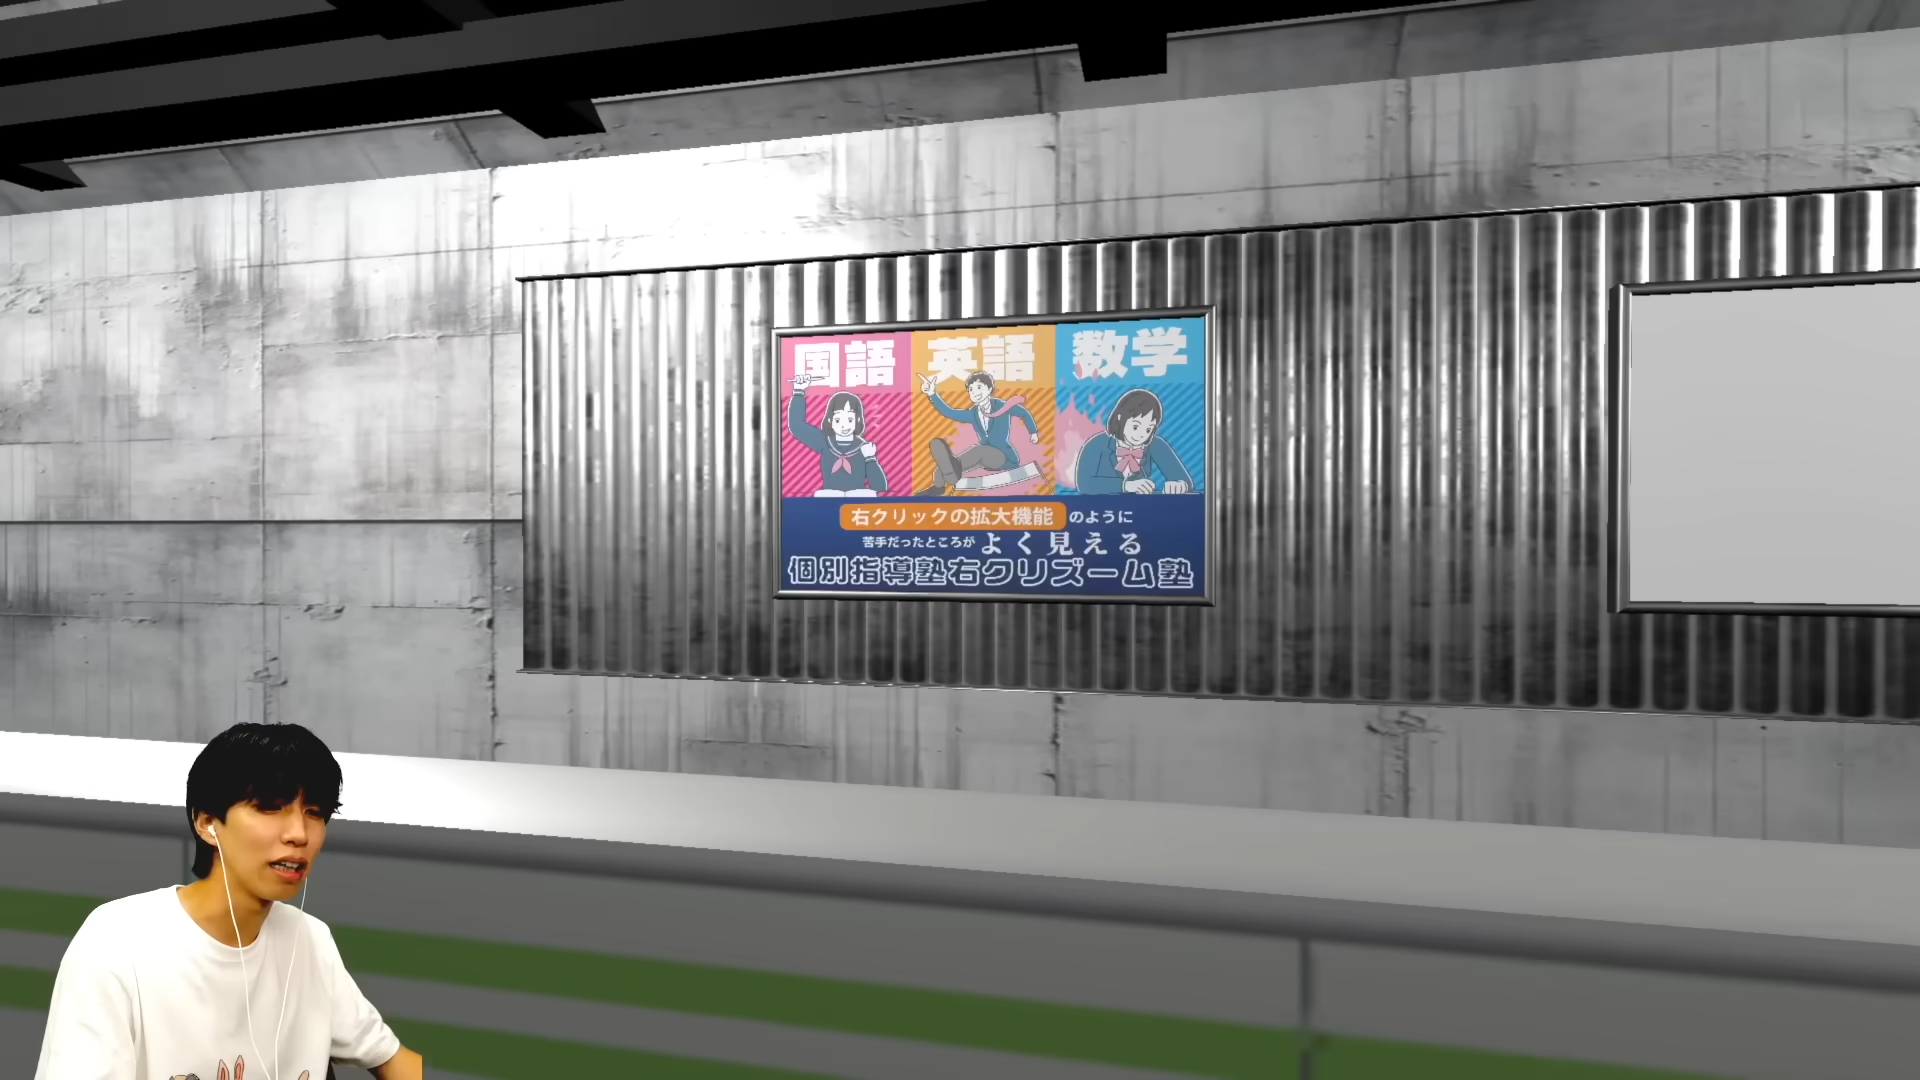 国語 英語 数学
右クリックの拡大機能のように
苦手だったところがよく見える
個別指導塾右クリズーム塾